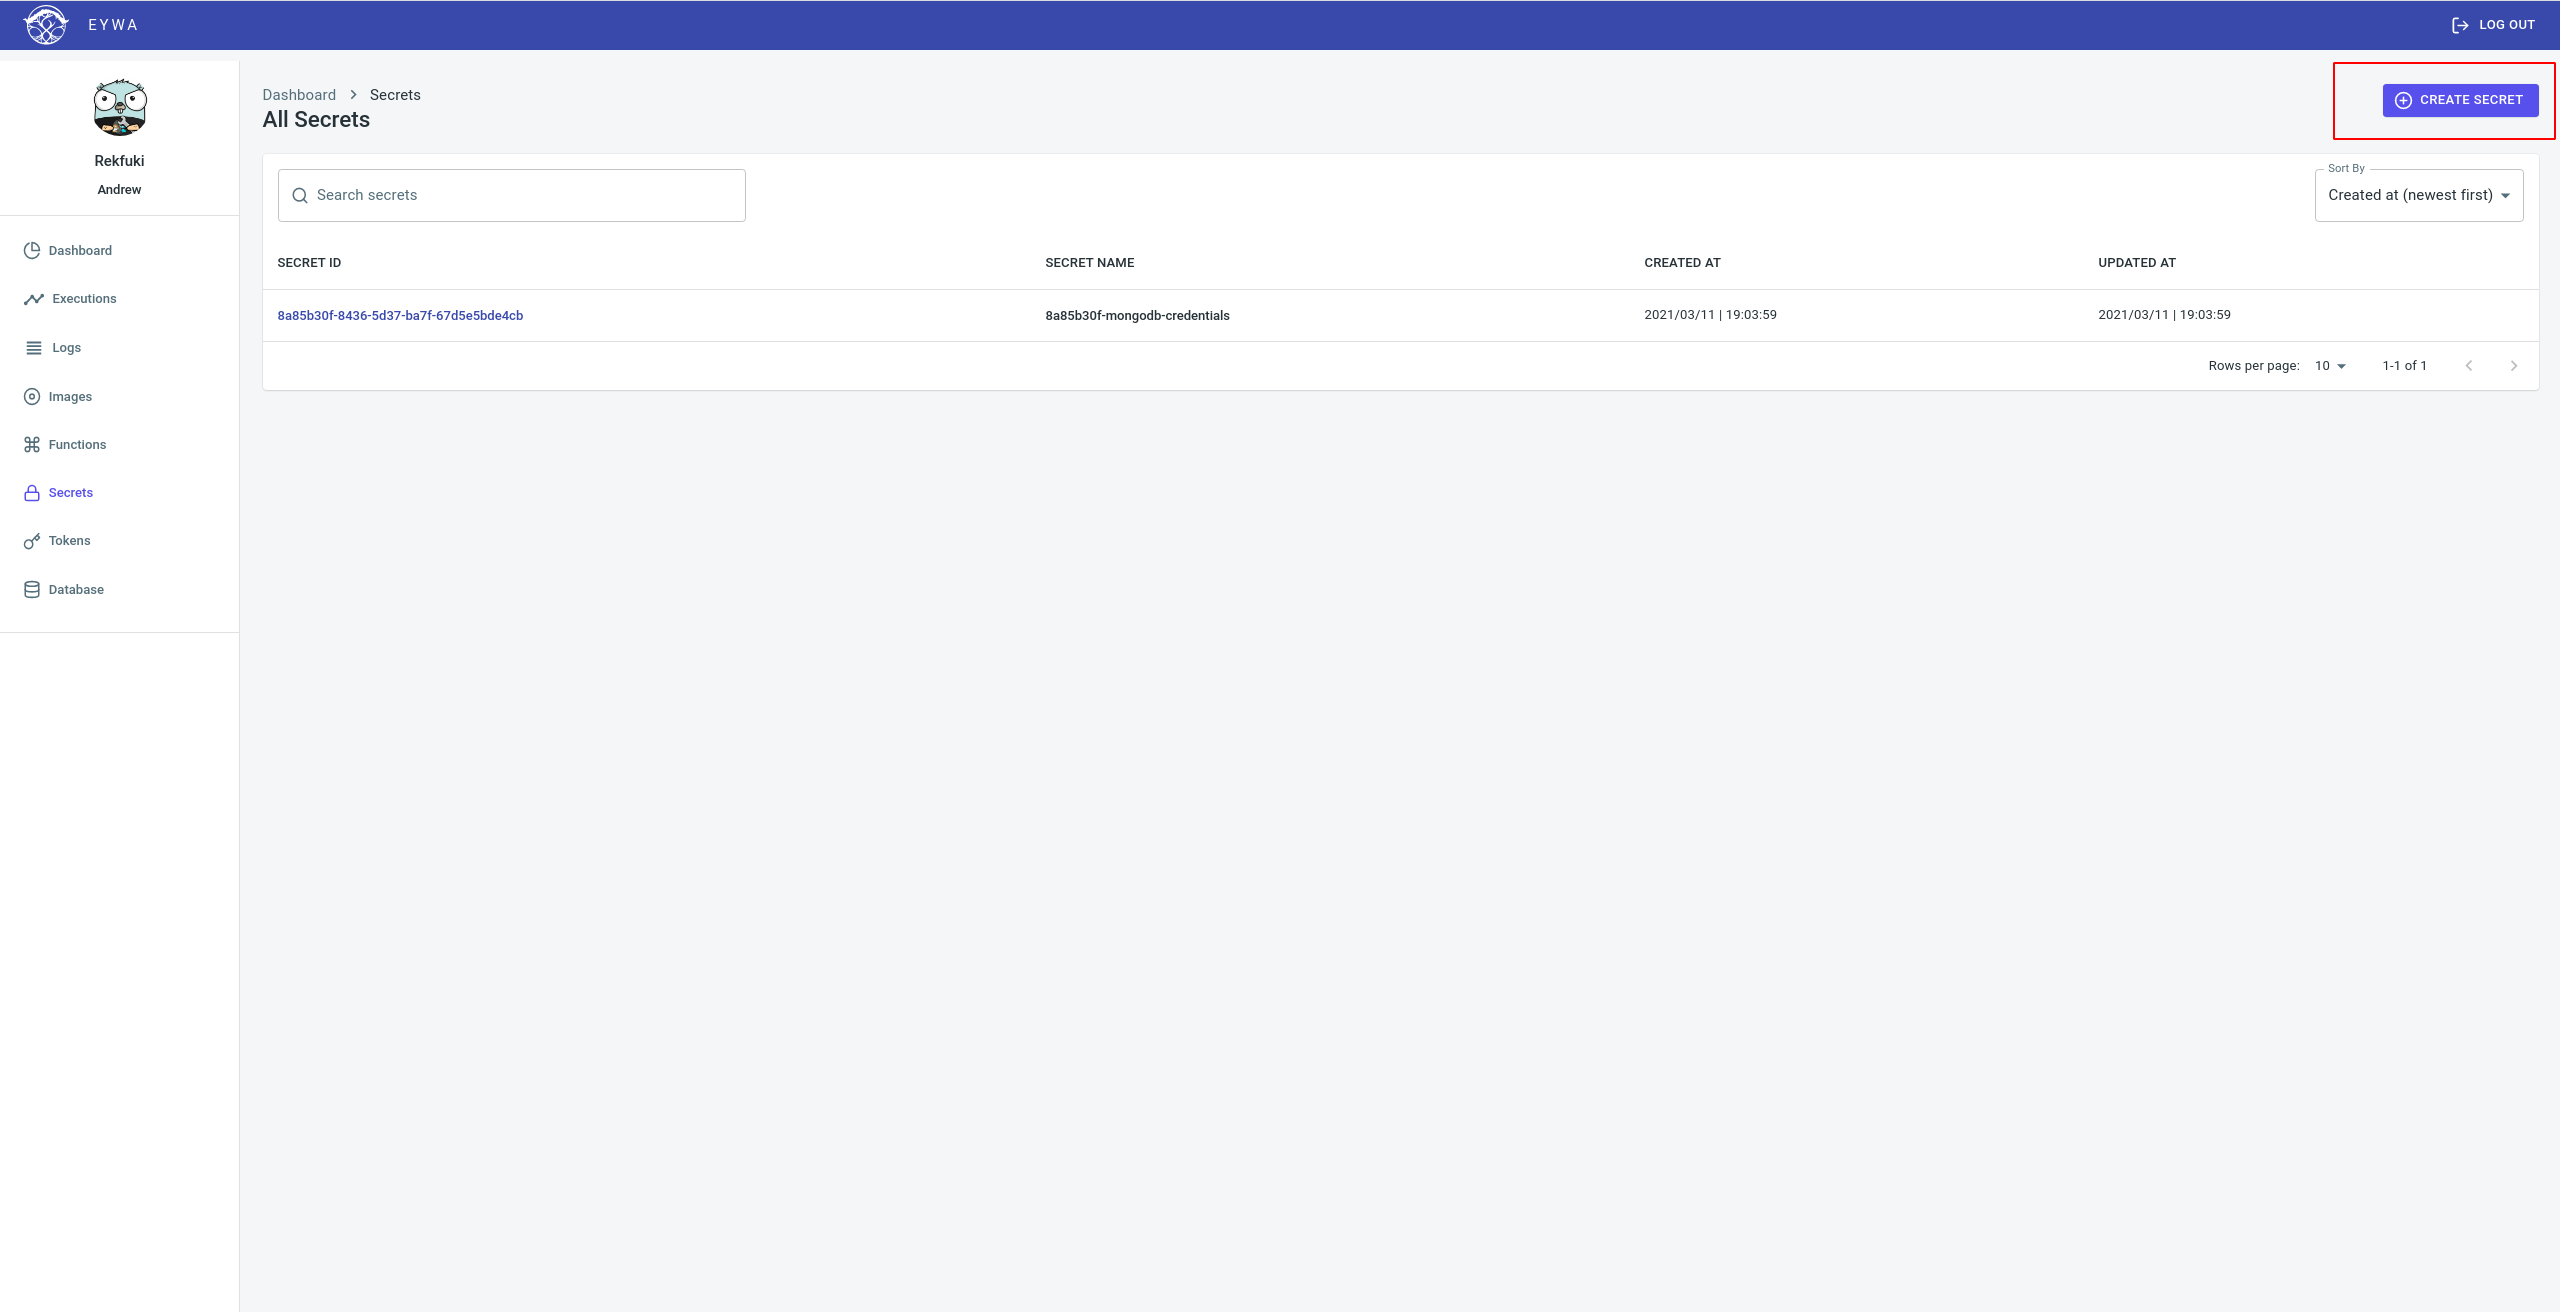 EYWA
LOG OUT
Rekfuki
Andrew
Dashboard
Executions
Logs
Images
Functions
Secrets
Tokens
Database
Dashboard > Secrets
All Secrets
CREATE SECRET
Search secrets
Sort By
Created at (newest first)
SECRET ID SECRET NAME CREATED AT UPDATED AT
8a85b30f-8436-5d37-ba7f-67d5e5bde4cb 8a85b30f-mongodb-credentials 2021/03/11 | 19:03:59 2021/03/11 | 19:03:59
Rows per page: 10 1-1 of 1